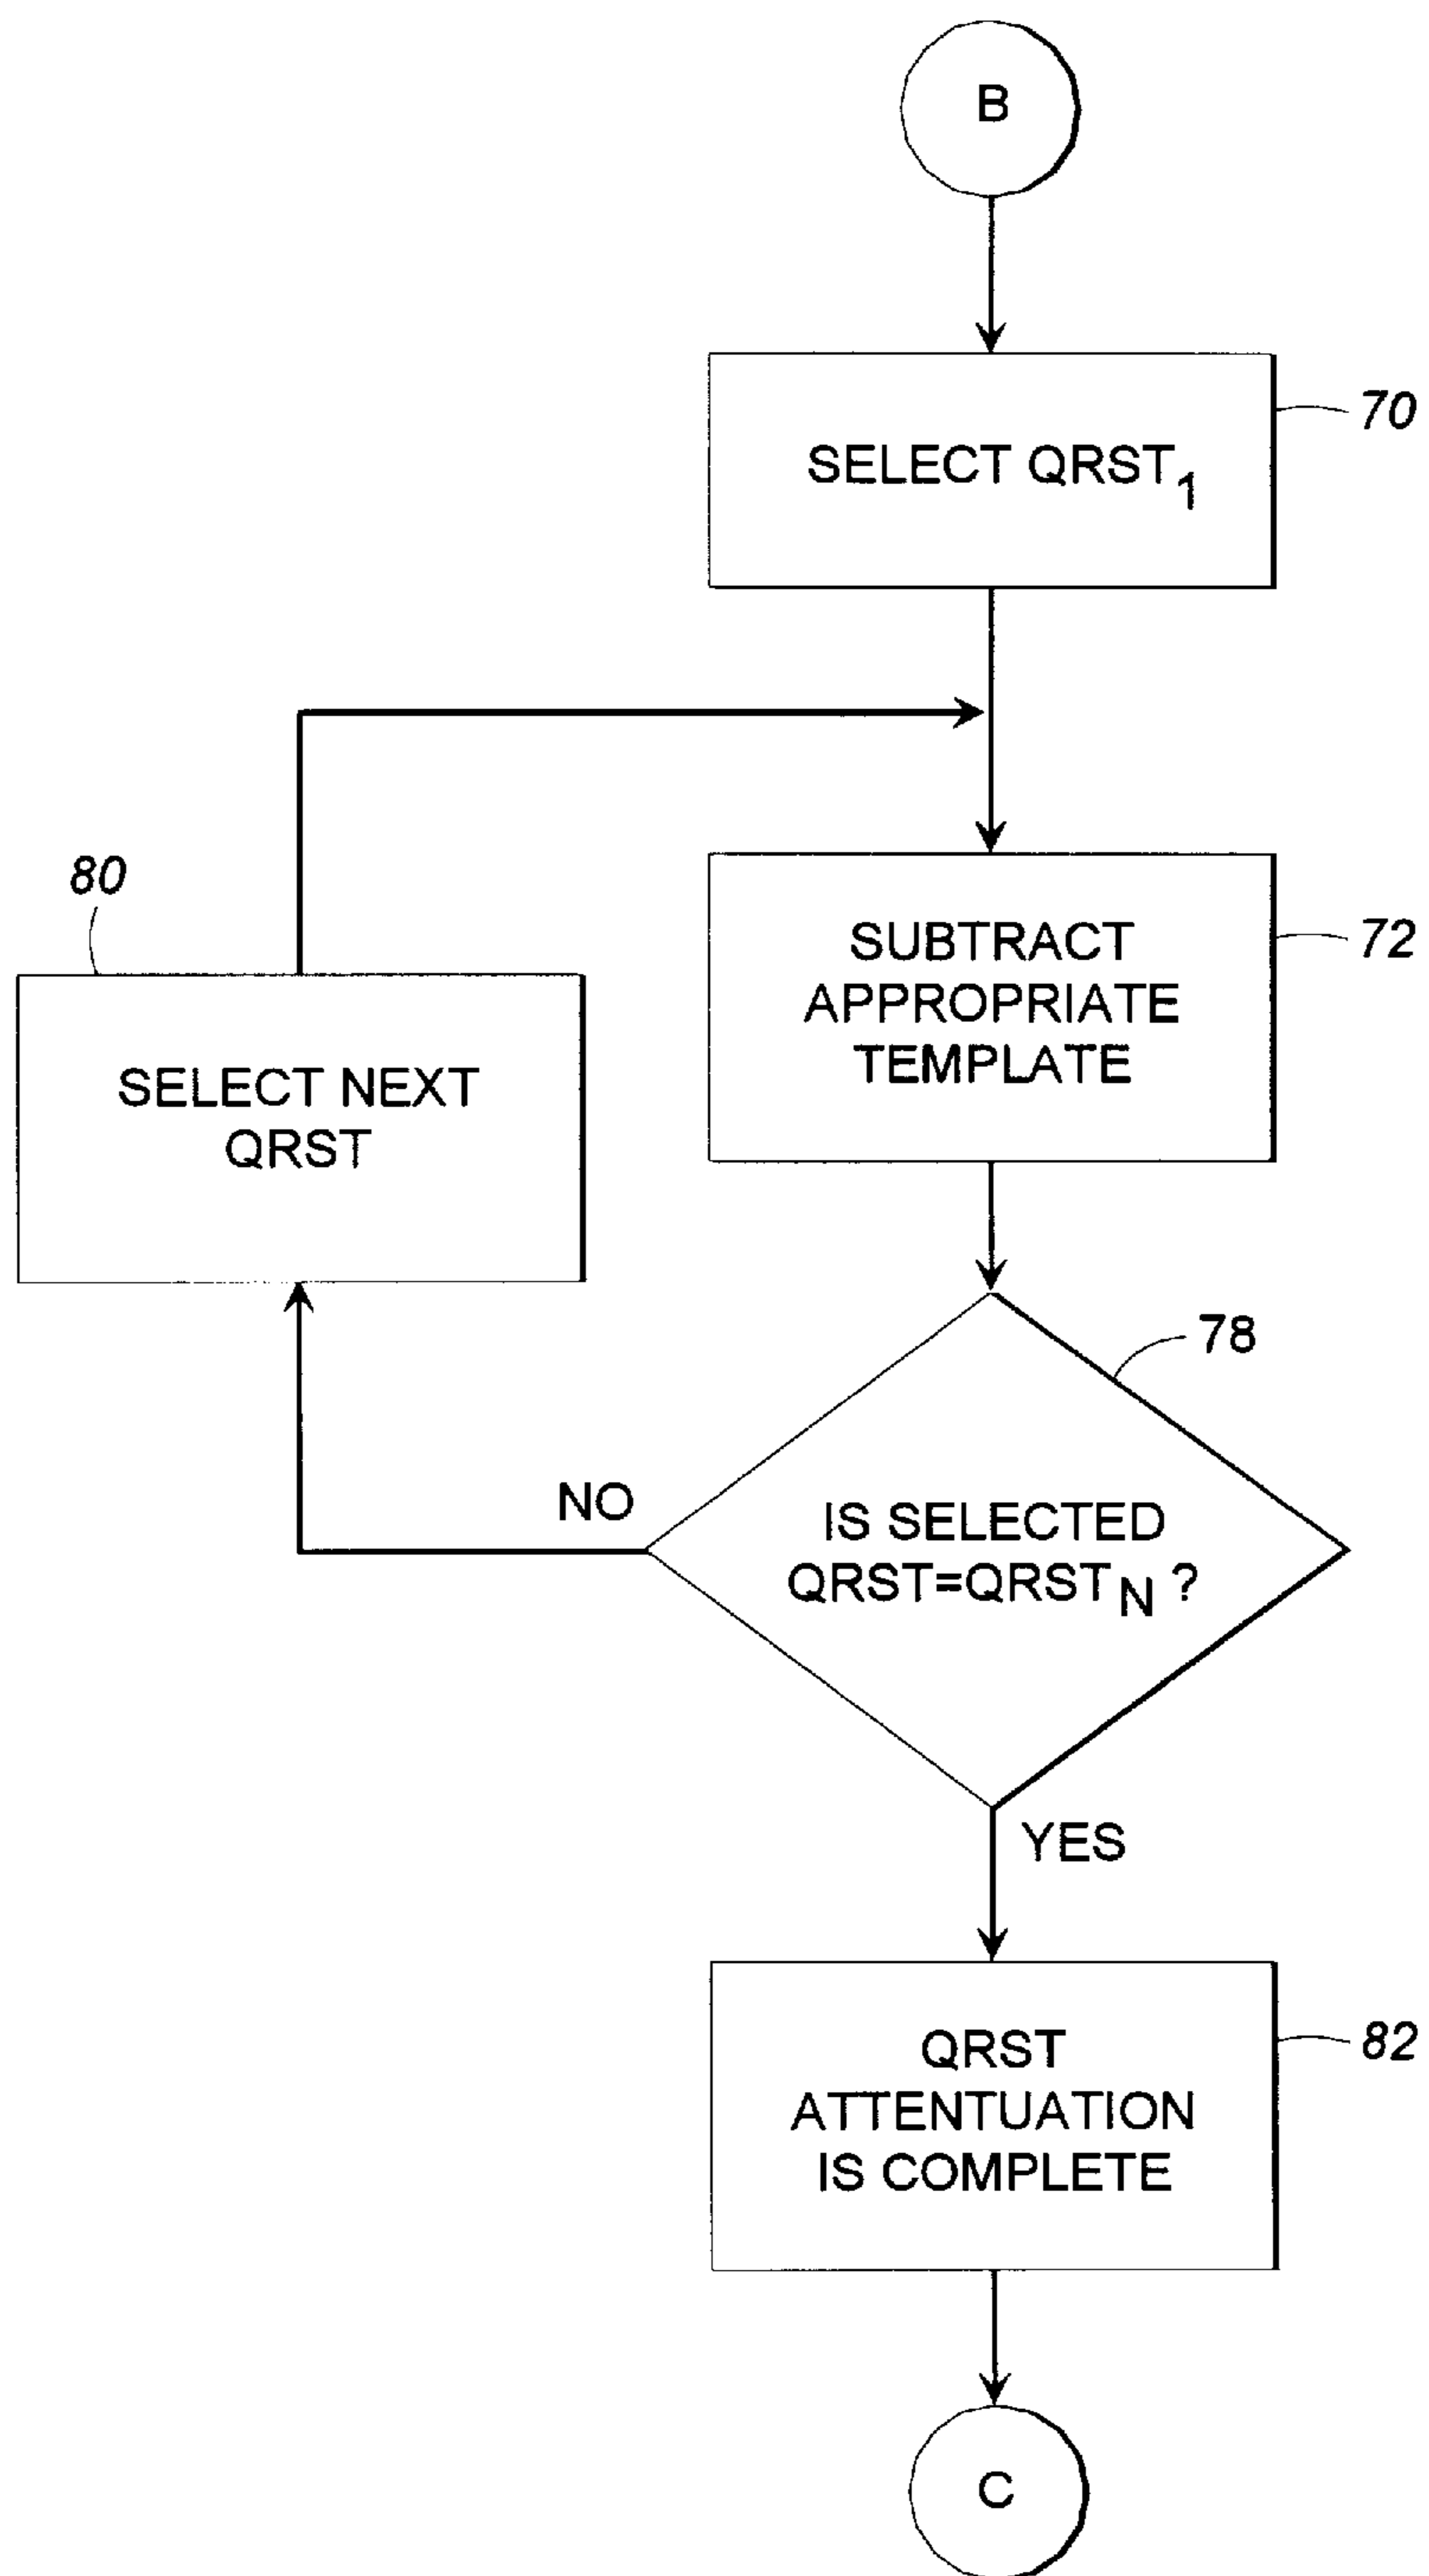 B
SELECT QRST1
70
80
SUBTRACT
APPROPRIATE
TEMPLATE
72
SELECT NEXT
QRST
78
NO
IS SELECTED
QRST=QRSTN ?
YES
QRST
ATTENTUATION
IS COMPLETE
82
C